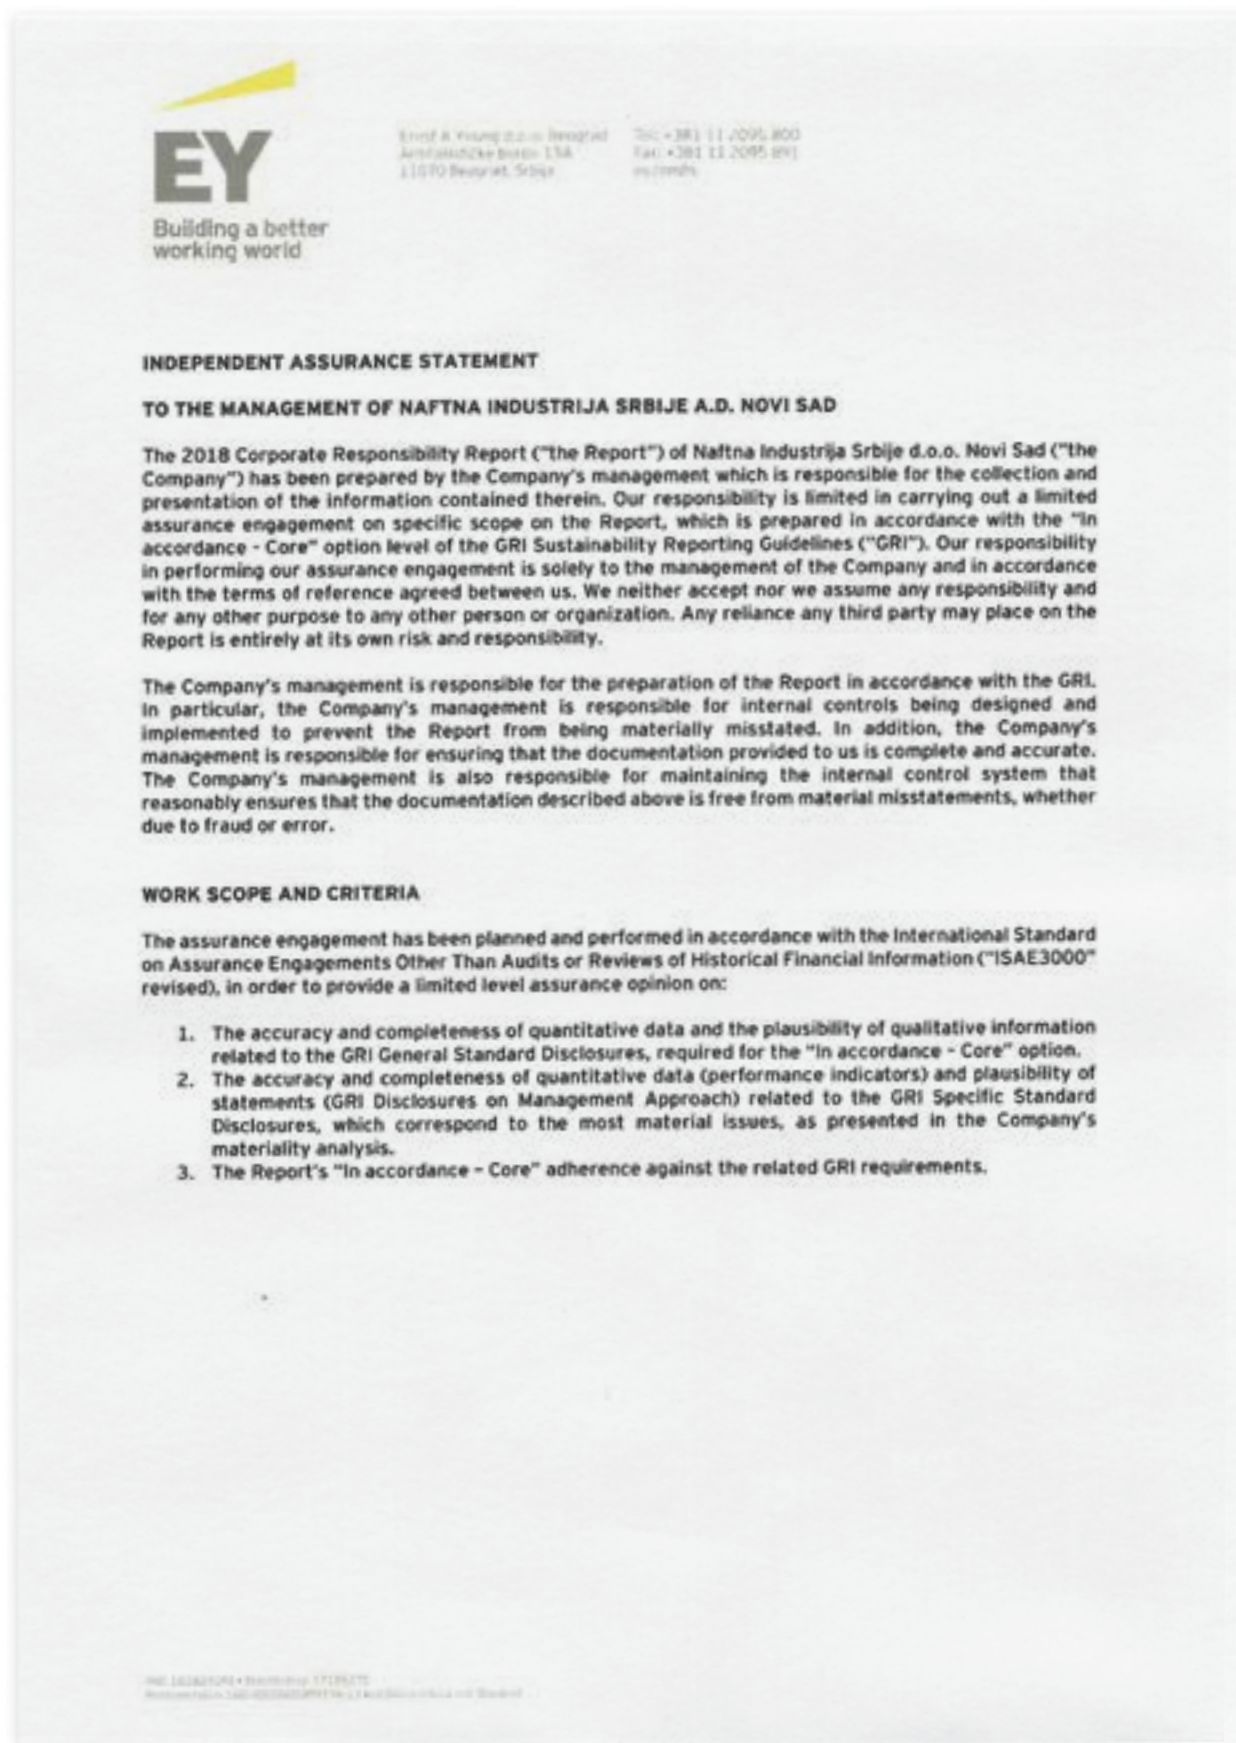 EY
Building a better
working world
Ernst & Young d.o.o. Beograd
11070 Beograd, Srbija
Tel: +381 11 2095 800
Fax: +381 11 2095 891
INDEPENDENT ASSURANCE STATEMENT
TO THE MANAGEMENT OF NAFTNA INDUSTRIJA SRBIJE A.D. NOVI SAD
The 2018 Corporate Responsibility Report ("the Report") of Naftna Industrija Srbije d.o.o. Novi Sad ("the
Company") has been prepared by the Company's management which is responsible for the collection and
presentation of the information contained therein. Our responsibility is limited in carrying out a limited
assurance engagement on specific scope on the Report, which is prepared in accordance with the "In
accordance - Core" option level of the GRI Sustainability Reporting Guidelines ("GRI"). Our responsibility
in performing our assurance engagement is solely to the management of the Company and in accordance
with the terms of reference agreed between us. We neither accept nor we assume any responsibility and
for any other purpose to any other person or organization. Any reliance any third party may place on the
Report is entirely at its own risk and responsibility.
The Company's management is responsible for the preparation of the Report in accordance with the GRI.
In particular, the Company's management is responsible for internal controls being designed and
implemented to prevent the Report from being materially misstated. In addition, the Company's
management is responsible for ensuring that the documentation provided to us is complete and accurate.
The Company's management is also responsible for maintaining the internal control system that
reasonably ensures that the documentation described above is free from material misstatements, whether
due to fraud or error.
WORK SCOPE AND CRITERIA
The assurance engagement has been planned and performed in accordance with the International Standard
on Assurance Engagements Other Than Audits or Reviews of Historical Financial Information ("ISAE3000"
revised), in order to provide a limited level assurance opinion on:
1. The accuracy and completeness of quantitative data and the plausibility of qualitative information
related to the GRI General Standard Disclosures, required for the "In accordance - Core" option.
2. The accuracy and completeness of quantitative data (performance indicators) and plausibility of
statements (GRI Disclosures on Management Approach) related to the GRI Specific Standard
Disclosures, which correspond to the most material issues, as presented in the Company's
materiality analysis.
3. The Report's "In accordance – Core" adherence against the related GRI requirements.